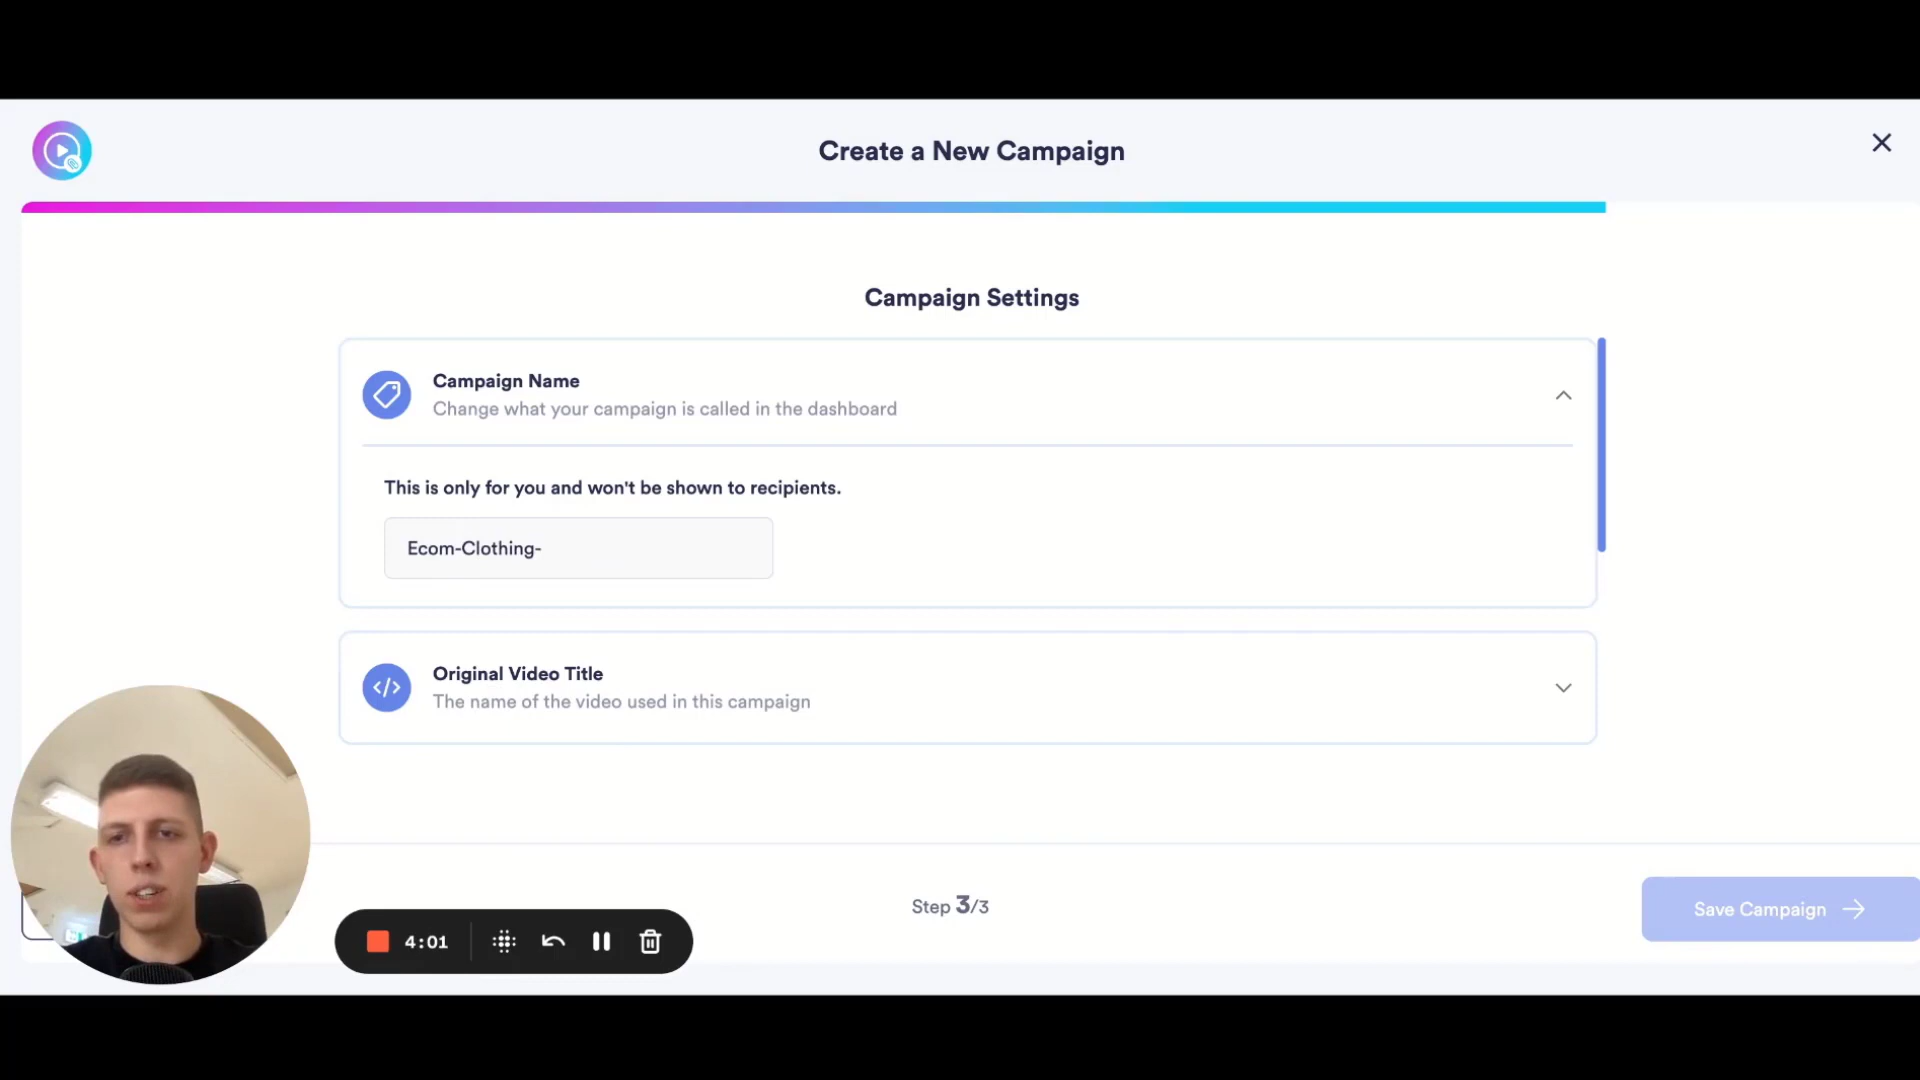 Create a New Campaign
Campaign Settings
Campaign Name
Change what your campaign is called in the dashboard
This is only for you and won't be shown to recipients.
Ecom-Clothing-
Original Video Title
The name of the video used in this campaign
Step 3/3
Save Campaign
4:01